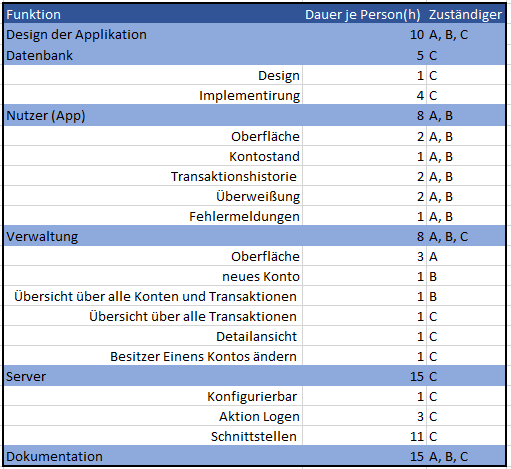 Funktion Dauer je Person(h) Zuständiger
Design der Applikation 10 A, B, C
Datenbank 5 C
Design 1 C
Implementirung 4 C
Nutzer (App) 8 A, B
Oberfläche 2 A, B
Kontostand 1 A, B
Transaktionshistorie 2 A, B
Überweißung 2 A, B
Fehlermeldungen 1 A, B
Verwaltung 8 A, B, C
Oberfläche 3 A
neues Konto 1 B
Übersicht über alle Konten und Transaktionen 1 B
Übersicht über alle Transaktionen 1 C
Detailansicht 1 C
Besitzer Einens Kontos ändern 1 C
Server 15 C
Konfigurierbar 1 C
Aktion Logen 3 C
Schnittstellen 11 C
Dokumentation 15 A, B, C